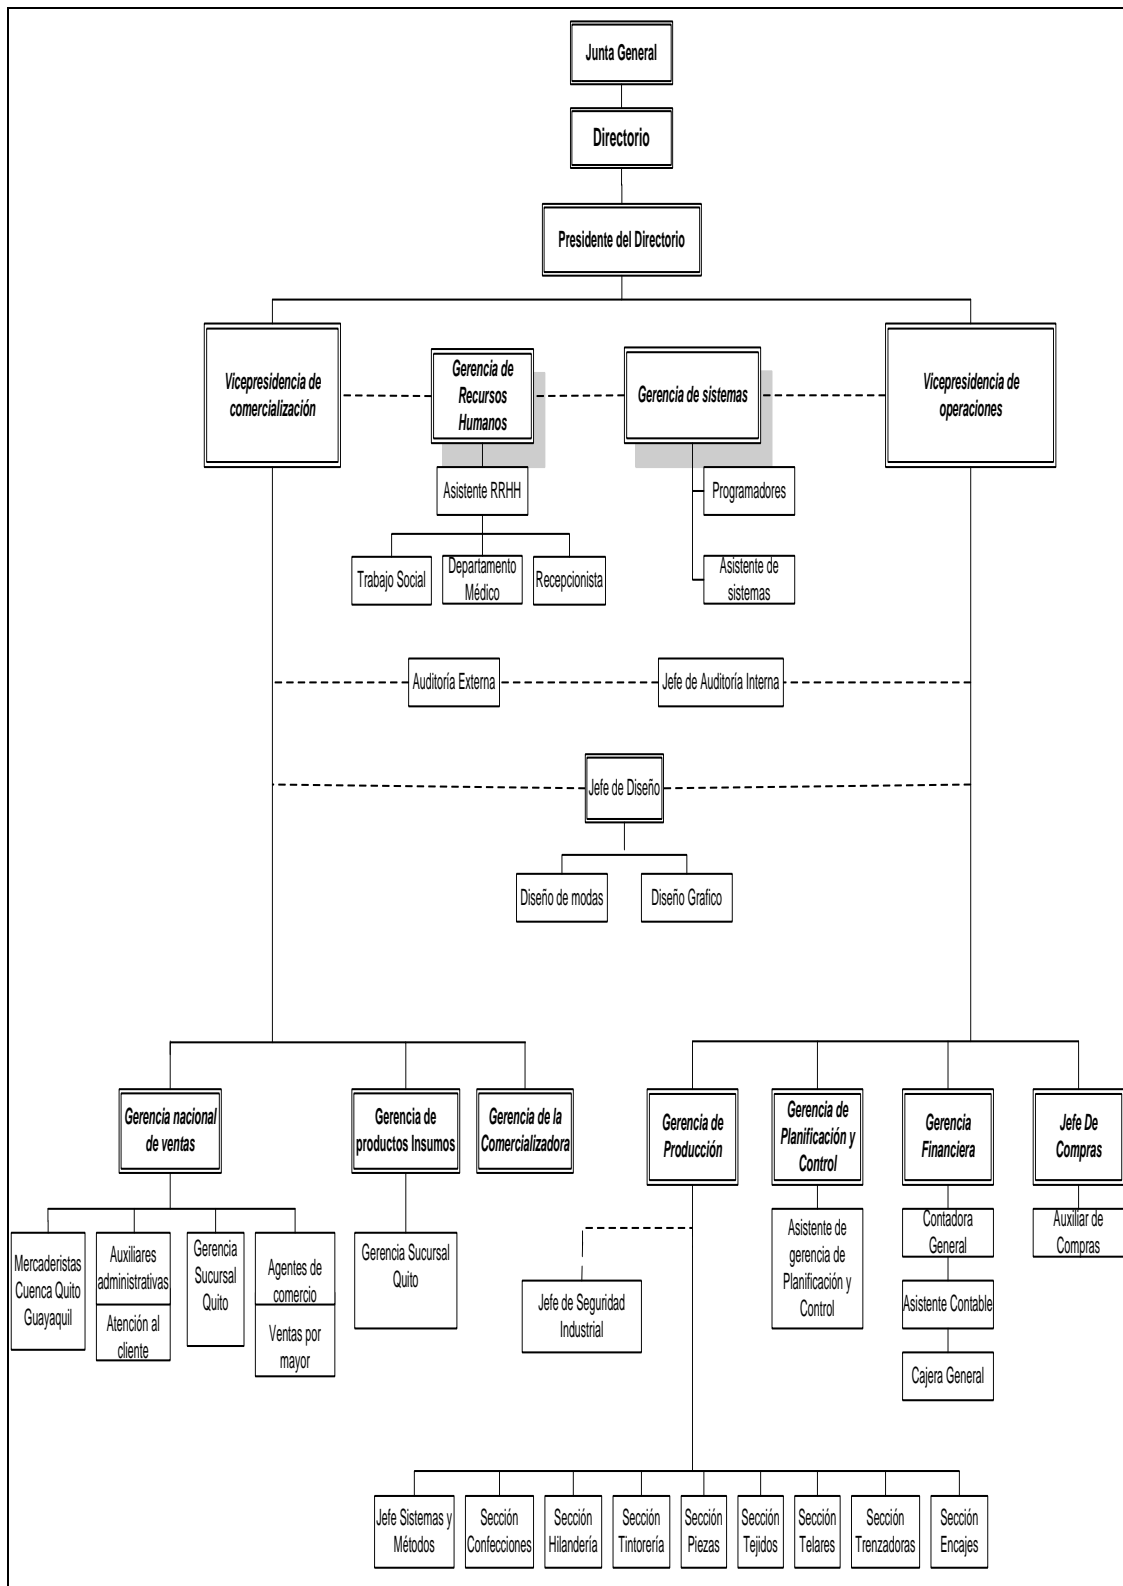 Junta General
Directorio
Presidente del Directorio
Vicepresidencia de
comercialización
Gerencia de
Recursos
Humanos
Gerencia de sistemas
Vicepresidencia de
operaciones
Asistente RRHH
Programadores
Trabajo Social
Departamento
Médico
Recepcionista
Asistente de
sistemas
Auditoría Externa
Jefe de Auditoría Interna
Jefe de Diseño
Diseño de modas
Diseño Grafico
Gerencia nacional
de ventas
Gerencia de
productos Insumos
Gerencia de la
Comercializadora
Gerencia de
Producción
Gerencia de
Planificación y
Control
Gerencia
Financiera
Jefe De
Compras
Mercaderistas
Cuenca Quito
Guayaquil
Auxiliares
administrativas
Atención al
cliente
Gerencia
Sucursal
Quito
Agentes de
comercio
Ventas por
mayor
Gerencia Sucursal
Quito
Jefe de Seguridad
Industrial
Asistente de
gerencia de
Planificación y
Control
Contadora
General
Asistente Contable
Cajera General
Auxiliar de
Compras
Jefe Sistemas y
Métodos
Sección
Confecciones
Sección
Hilandería
Sección
Tintorería
Sección
Piezas
Sección
Tejidos
Sección
Telares
Sección
Trenzadoras
Sección
Encajes